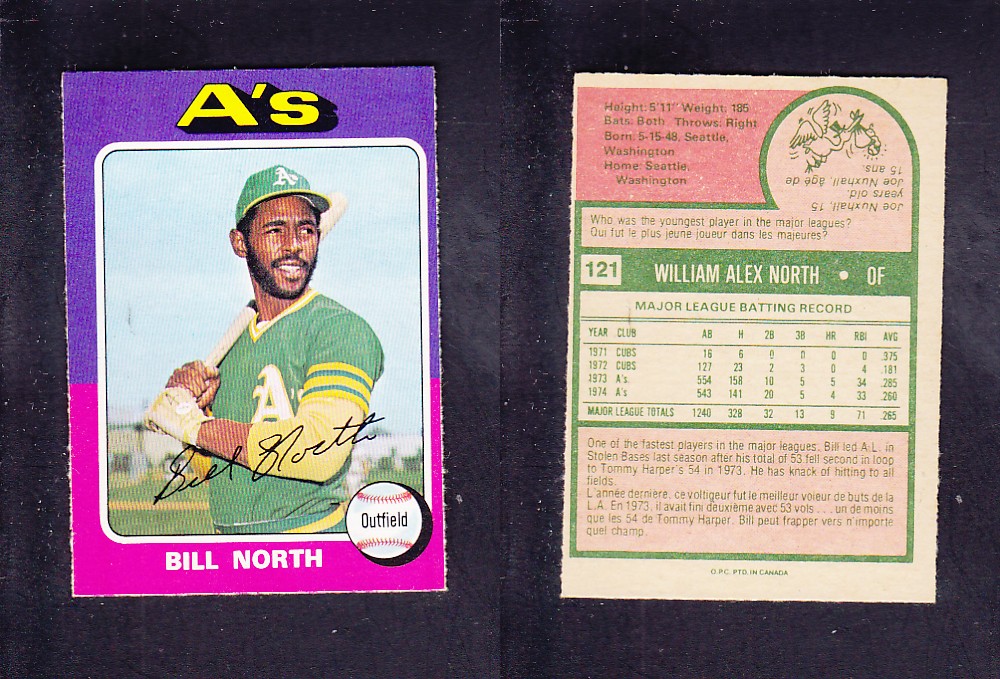 A's
A
A
Bill North
Outfield
BILL NORTH
Height: 5'11" Weight: 185
Bats: Both Throws: Right
Born: 5-15-48, Seattle,
Washington
Home: Seattle,
Washington
Joe Nuxhall, 15
years old.
Joe Nuxhall, âgé de
15 ans.
Who was the youngest player in the major leagues?
Qui fut le plus jeune joueur dans les majeures?
121 WILLIAM ALEX NORTH • OF
MAJOR LEAGUE BATTING RECORD
YEAR CLUB AB H 2B 3B HR RBI AVG
1971 CUBS 16 6 0 0 0 0 .375
1972 CUBS 127 23 2 3 0 4 .181
1973 A's 554 158 10 5 5 34 .285
1974 A's 543 141 20 5 4 33 .260
MAJOR LEAGUE TOTALS 1240 328 32 13 9 71 .265
One of the fastest players in the major leagues, Bill led A.L. in
Stolen Bases last season after his total of 53 fell second in loop
to Tommy Harper's 54 in 1973. He has knack of hitting to all
fields.
L'année dernière, ce voltigeur fut le meilleur voleur de buts de la
L.A. En 1973, il avait fini deuxième avec 53 vols . . . un de moins
que les 54 de Tommy Harper. Bill peut frapper vers n'importe
quel champ.
O.P.C. PTD. IN CANADA